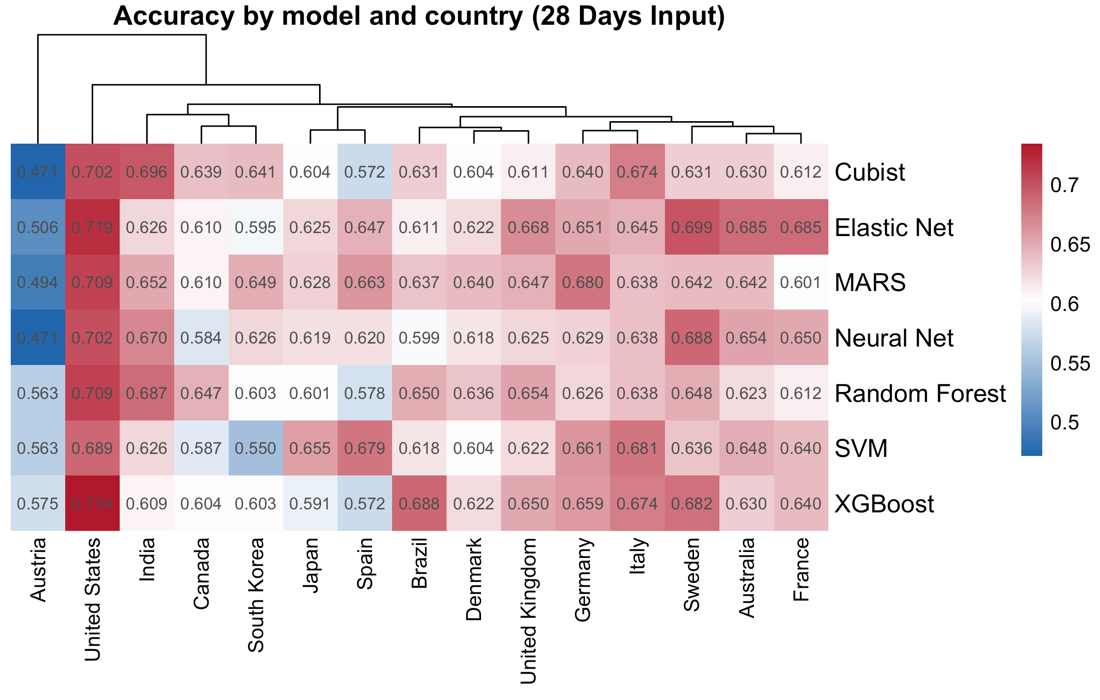 Accuracy by model and country (28 Days Input)
0.471 0.702 0.696 0.639 0.641 0.604 0.572 0.631 0.604 0.611 0.640 0.674 0.631 0.630 0.612 Cubist
0.506 0.719 0.626 0.610 0.595 0.625 0.647 0.611 0.622 0.668 0.651 0.645 0.699 0.685 0.685 Elastic Net
0.494 0.709 0.652 0.610 0.649 0.628 0.663 0.637 0.640 0.647 0.680 0.638 0.642 0.642 0.601 MARS
0.471 0.702 0.670 0.584 0.626 0.619 0.620 0.599 0.618 0.625 0.629 0.638 0.688 0.654 0.650 Neural Net
0.563 0.709 0.687 0.647 0.603 0.601 0.578 0.650 0.636 0.654 0.626 0.638 0.648 0.623 0.612 Random Forest
0.563 0.689 0.626 0.587 0.550 0.655 0.679 0.618 0.604 0.622 0.661 0.681 0.636 0.648 0.640 SVM
0.575 0.734 0.609 0.604 0.603 0.591 0.572 0.688 0.622 0.650 0.659 0.674 0.682 0.630 0.640 XGBoost
Austria
United States
India
Canada
South Korea
Japan
Spain
Brazil
Denmark
United Kingdom
Germany
Italy
Sweden
Australia
France
0.7
0.65
0.6
0.55
0.5